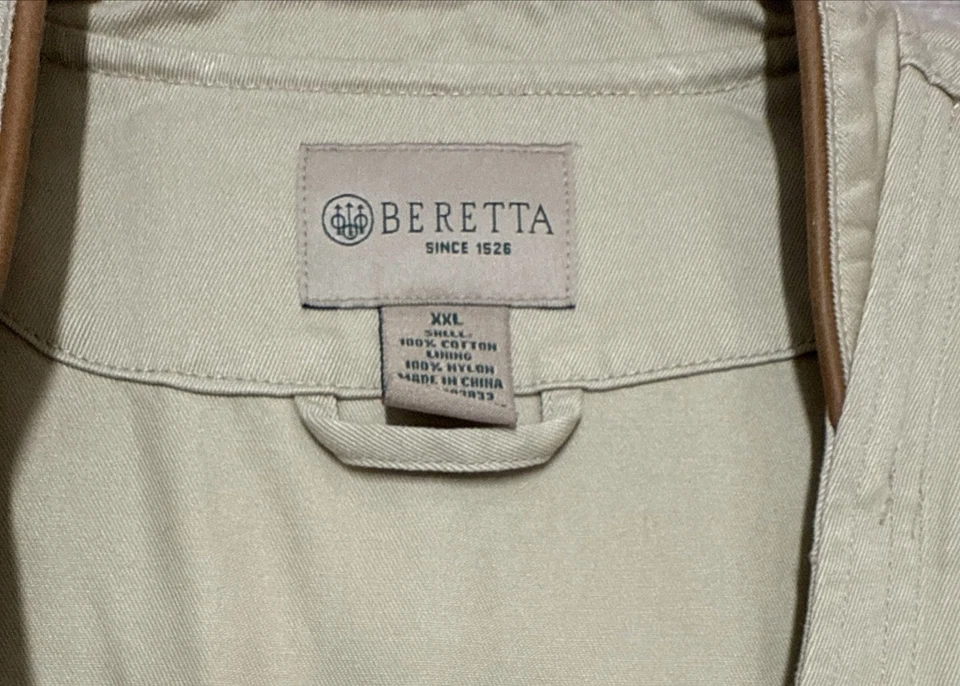 BERETTA
SINCE 1526
XXL
SHELL:
100% COTTON
LINING
100% NYLON
MADE IN CHINA